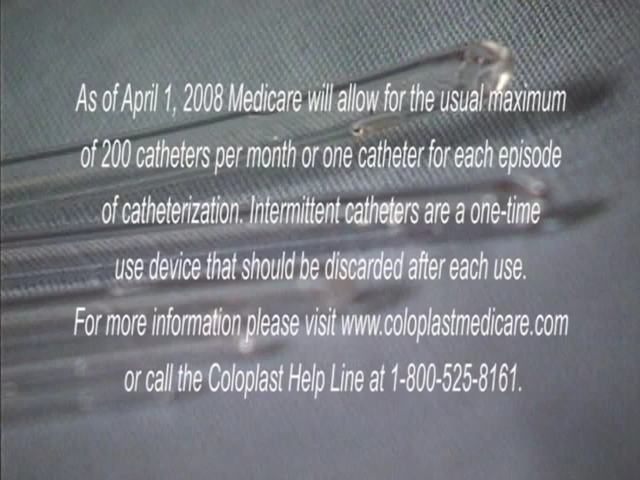 As of April 1, 2008 Medicare will allow for the usual maximum
of 200 catheters per month or one catheter for each episode
of catheterization. Intermittent catheters are a one-time
use device that should be discarded after each use.
For more information please visit www.coloplastmedicare.com
or call the Coloplast Help Line at 1-800-525-8161.